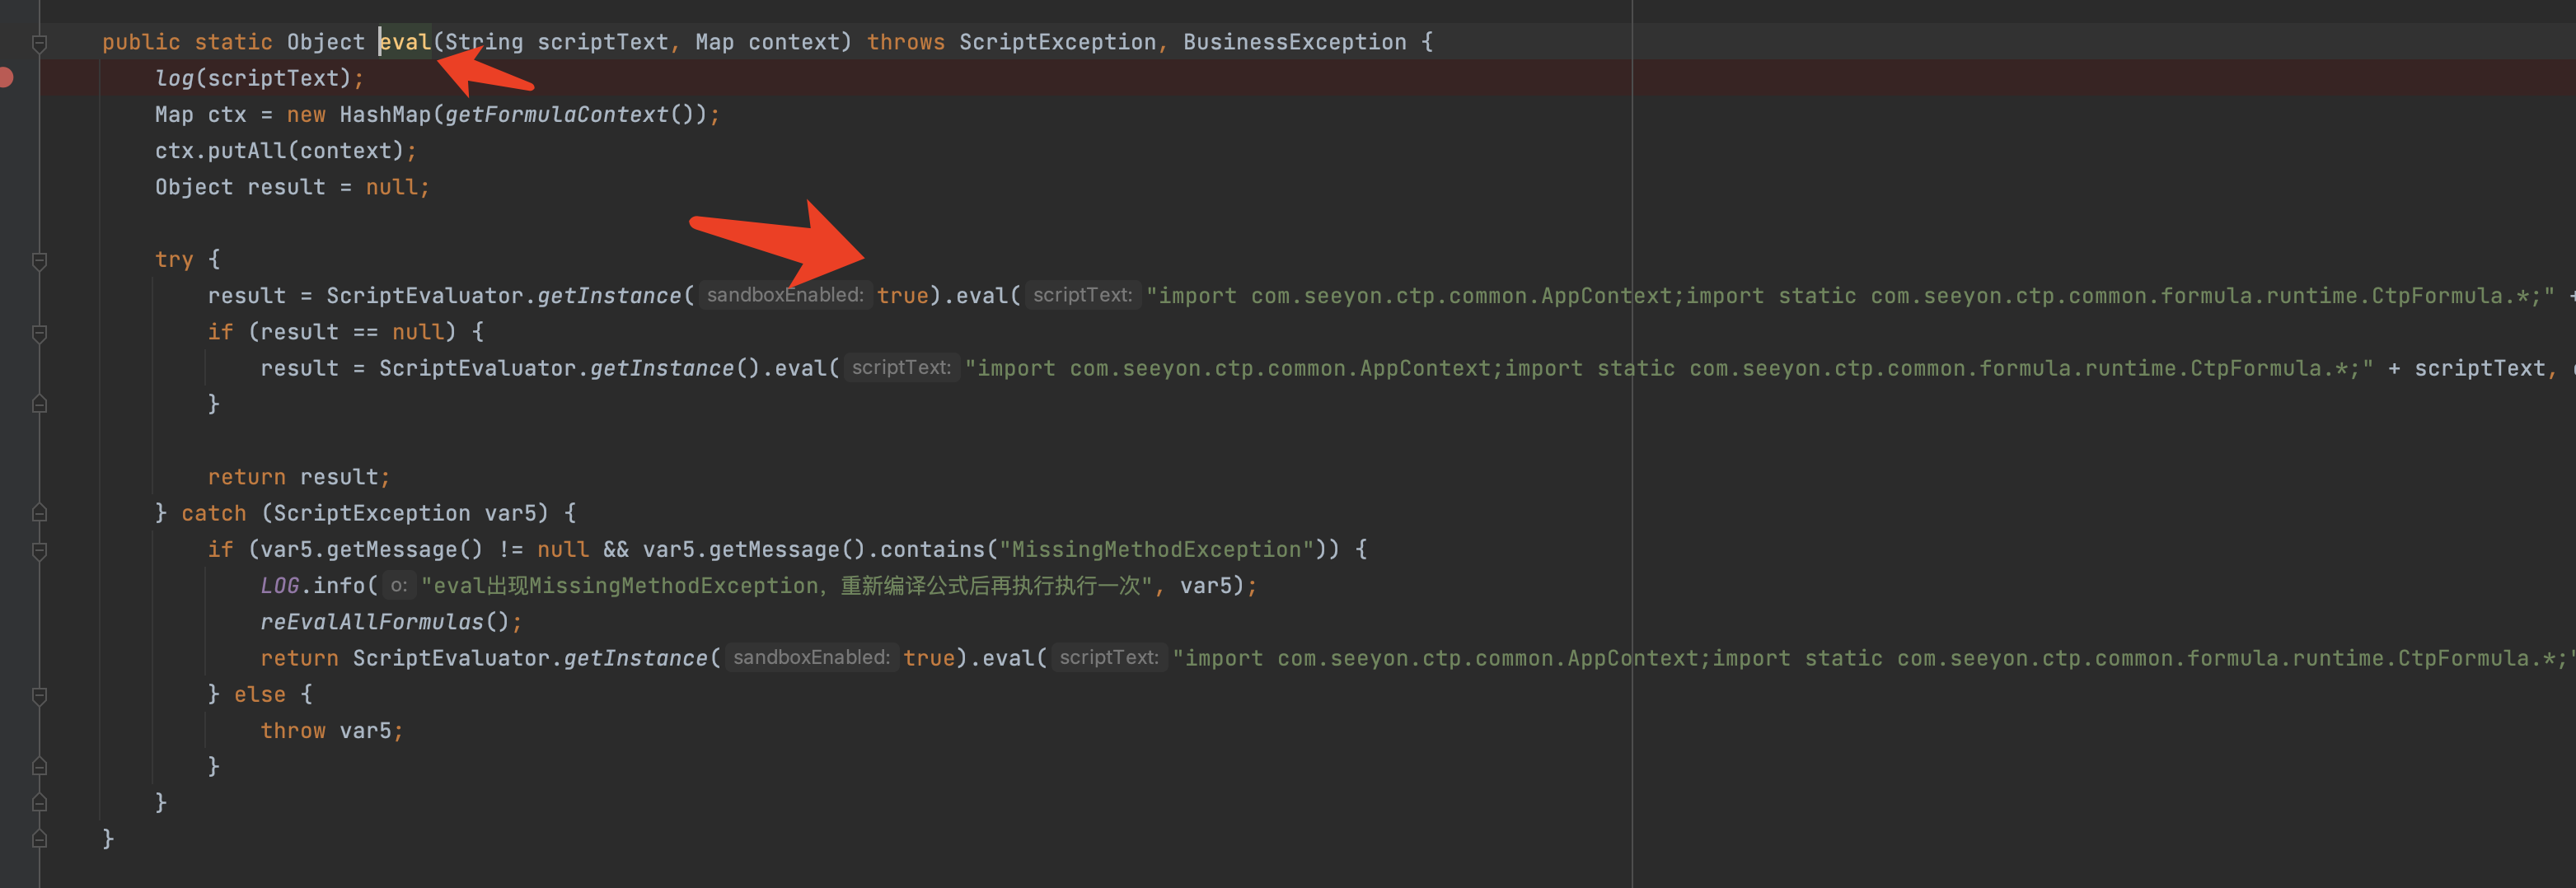 public static Object eval(String scriptText, Map context) throws ScriptException, BusinessException {
log(scriptText);
Map ctx = new HashMap(getFormulaContext());
ctx.putAll(context);
Object result = null;
try {
result = ScriptEvaluator.getInstance( sandboxEnabled: true).eval( scriptText: "import com.seeyon.ctp.common.AppContext;import static com.seeyon.ctp.common.formula.runtime.CtpFormula.*;" +
if (result == null) {
result = ScriptEvaluator.getInstance().eval( scriptText: "import com.seeyon.ctp.common.AppContext;import static com.seeyon.ctp.common.formula.runtime.CtpFormula.*;" + scriptText,
}
return result;
} catch (ScriptException var5) {
if (var5.getMessage() != null && var5.getMessage().contains("MissingMethodException")) {
LOG.info( o: "eval出现MissingMethodException，重新编译公式后再执行执行一次", var5);
reEvalAllFormulas();
return ScriptEvaluator.getInstance( sandboxEnabled: true).eval( scriptText: "import com.seeyon.ctp.common.AppContext;import static com.seeyon.ctp.common.formula.runtime.CtpFormula.*;"
} else {
throw var5;
}
}
}